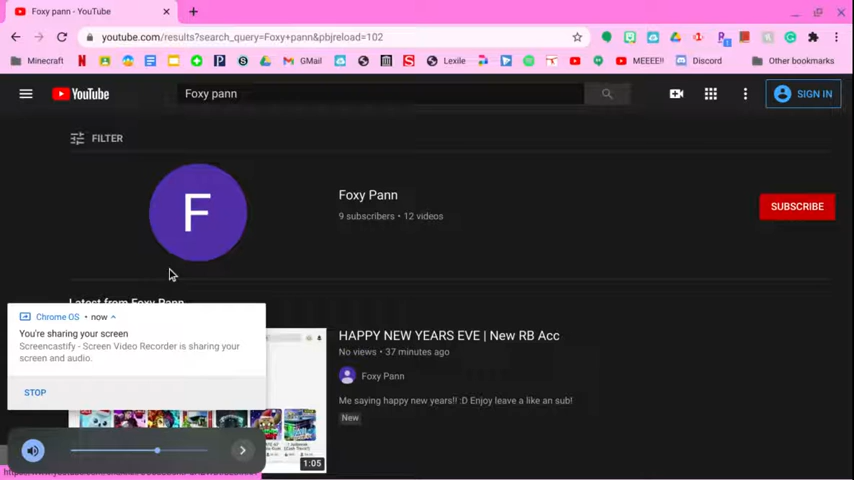 Foxy pann - YouTube
youtube.com/results?search_query=Foxy+pann&pbjreload=102
Minecraft
GMail
Lexile
MEEEE!!
Discord
Other bookmarks
YouTube
Foxy pann
SIGN IN
FILTER
F
Foxy Pann
9 subscribers • 12 videos
SUBSCRIBE
Latest from Foxy Pann
Chrome OS • now
You're sharing your screen
Screencastify - Screen Video Recorder is sharing your
screen and audio.
STOP
HAPPY NEW YEARS EVE | New RB Acc
No views • 37 minutes ago
Foxy Pann
Me saying happy new years!! :D Enjoy leave a like an sub!
New
1:05